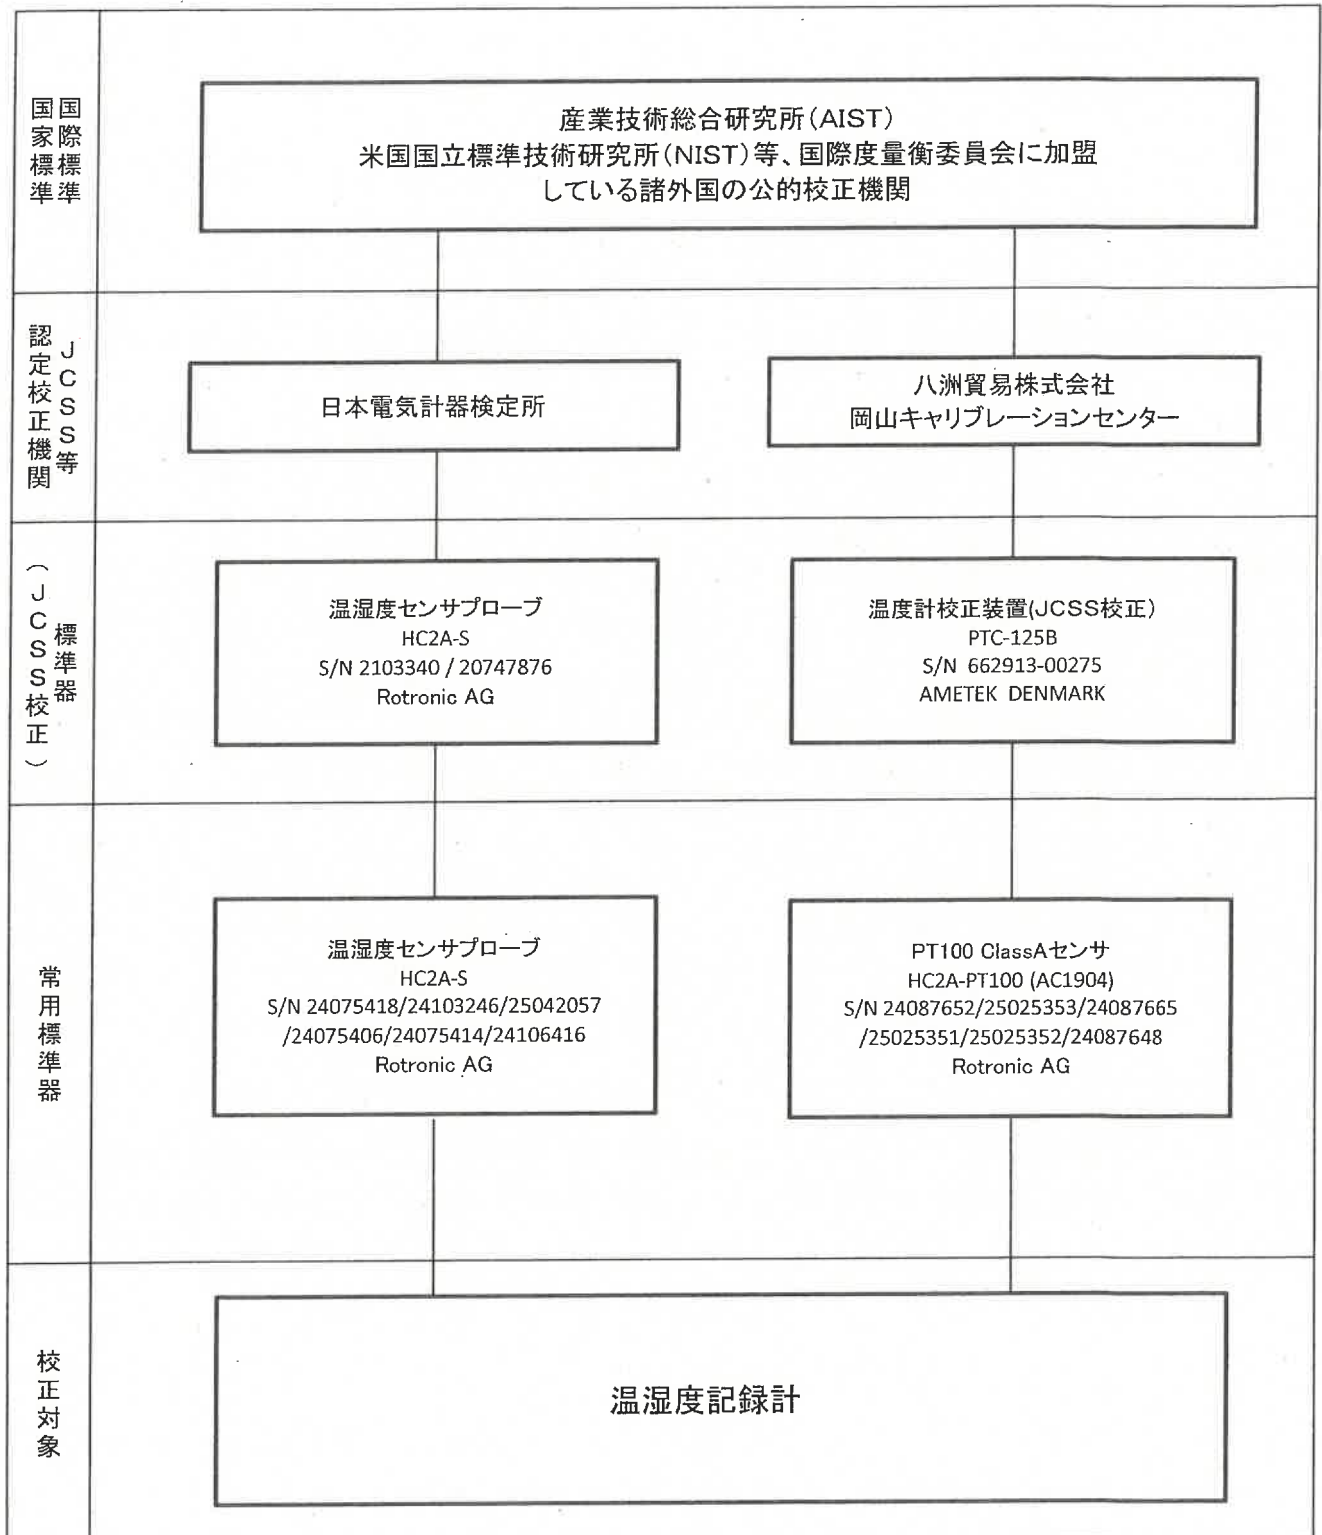 国際標準
国家標準
産業技術総合研究所(AIST)
米国国立標準技術研究所(NIST)等、国際度量衡委員会に加盟
している諸外国の公的校正機関
JCSS等
認定校正機関
日本電気計器検定所
八洲貿易株式会社
岡山キャリブレーションセンター
標準器
(JCSS校正)
温湿度センサプローブ
HC2A-S
S/N 2103340 / 20747876
Rotronic AG
温度計校正装置(JCSS校正)
PTC-125B
S/N 662913-00275
AMETEK DENMARK
常用標準器
温湿度センサプローブ
HC2A-S
S/N 24075418/24103246/25042057
/24075406/24075414/24106416
Rotronic AG
PT100 ClassAセンサ
HC2A-PT100 (AC1904)
S/N 24087652/25025353/24087665
/25025351/25025352/24087648
Rotronic AG
校正対象
温湿度記録計